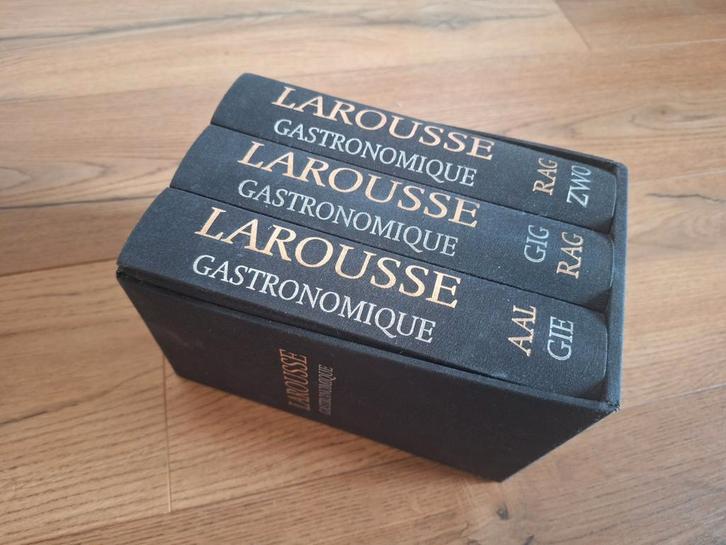 LAROUSSE
GASTRONOMIQUE
RAG
ZWO
LAROUSSE
GASTRONOMIQUE
GIG
RAG
LAROUSSE
GASTRONOMIQUE
AAL
GIE
LAROUSSE
GASTRONOMIQUE